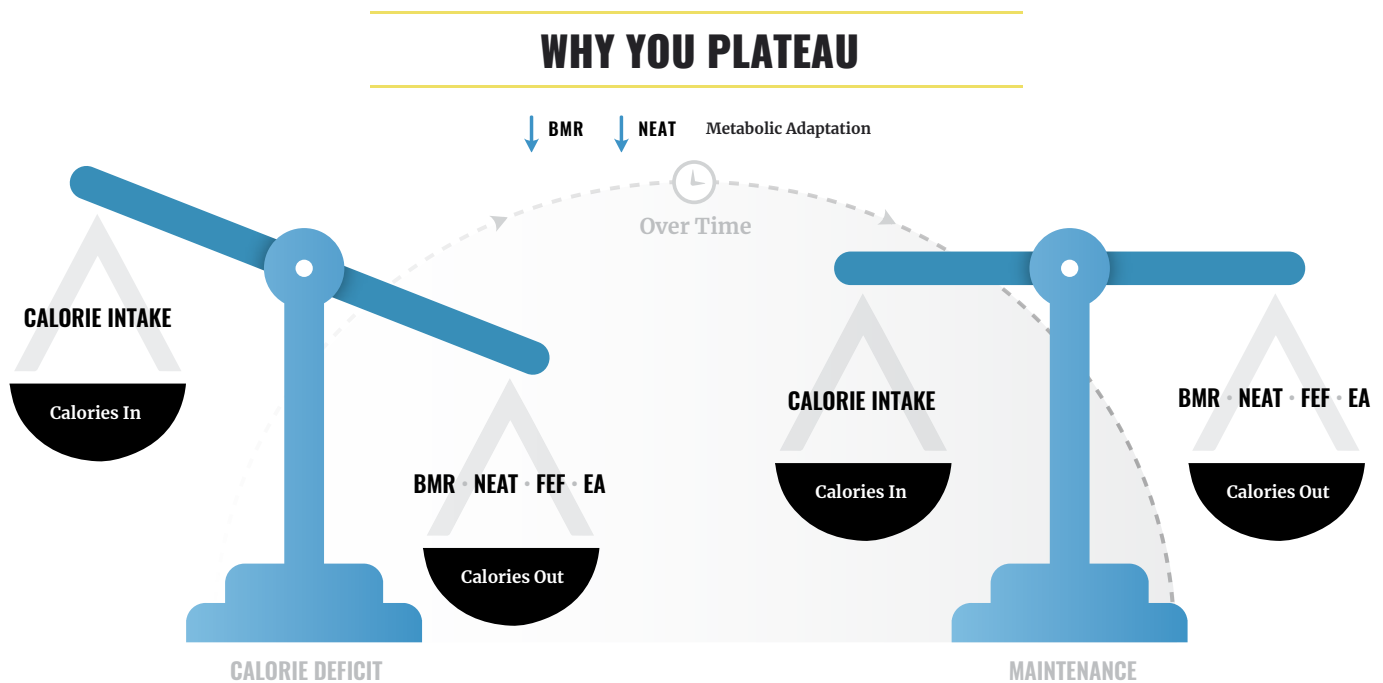 WHY YOU PLATEAU
BMR NEAT Metabolic Adaptation
Over Time
CALORIE INTAKE
Calories In
BMR · NEAT · FEF · EA
Calories Out
CALORIE DEFICIT
CALORIE INTAKE
Calories In
BMR · NEAT · FEF · EA
Calories Out
MAINTENANCE